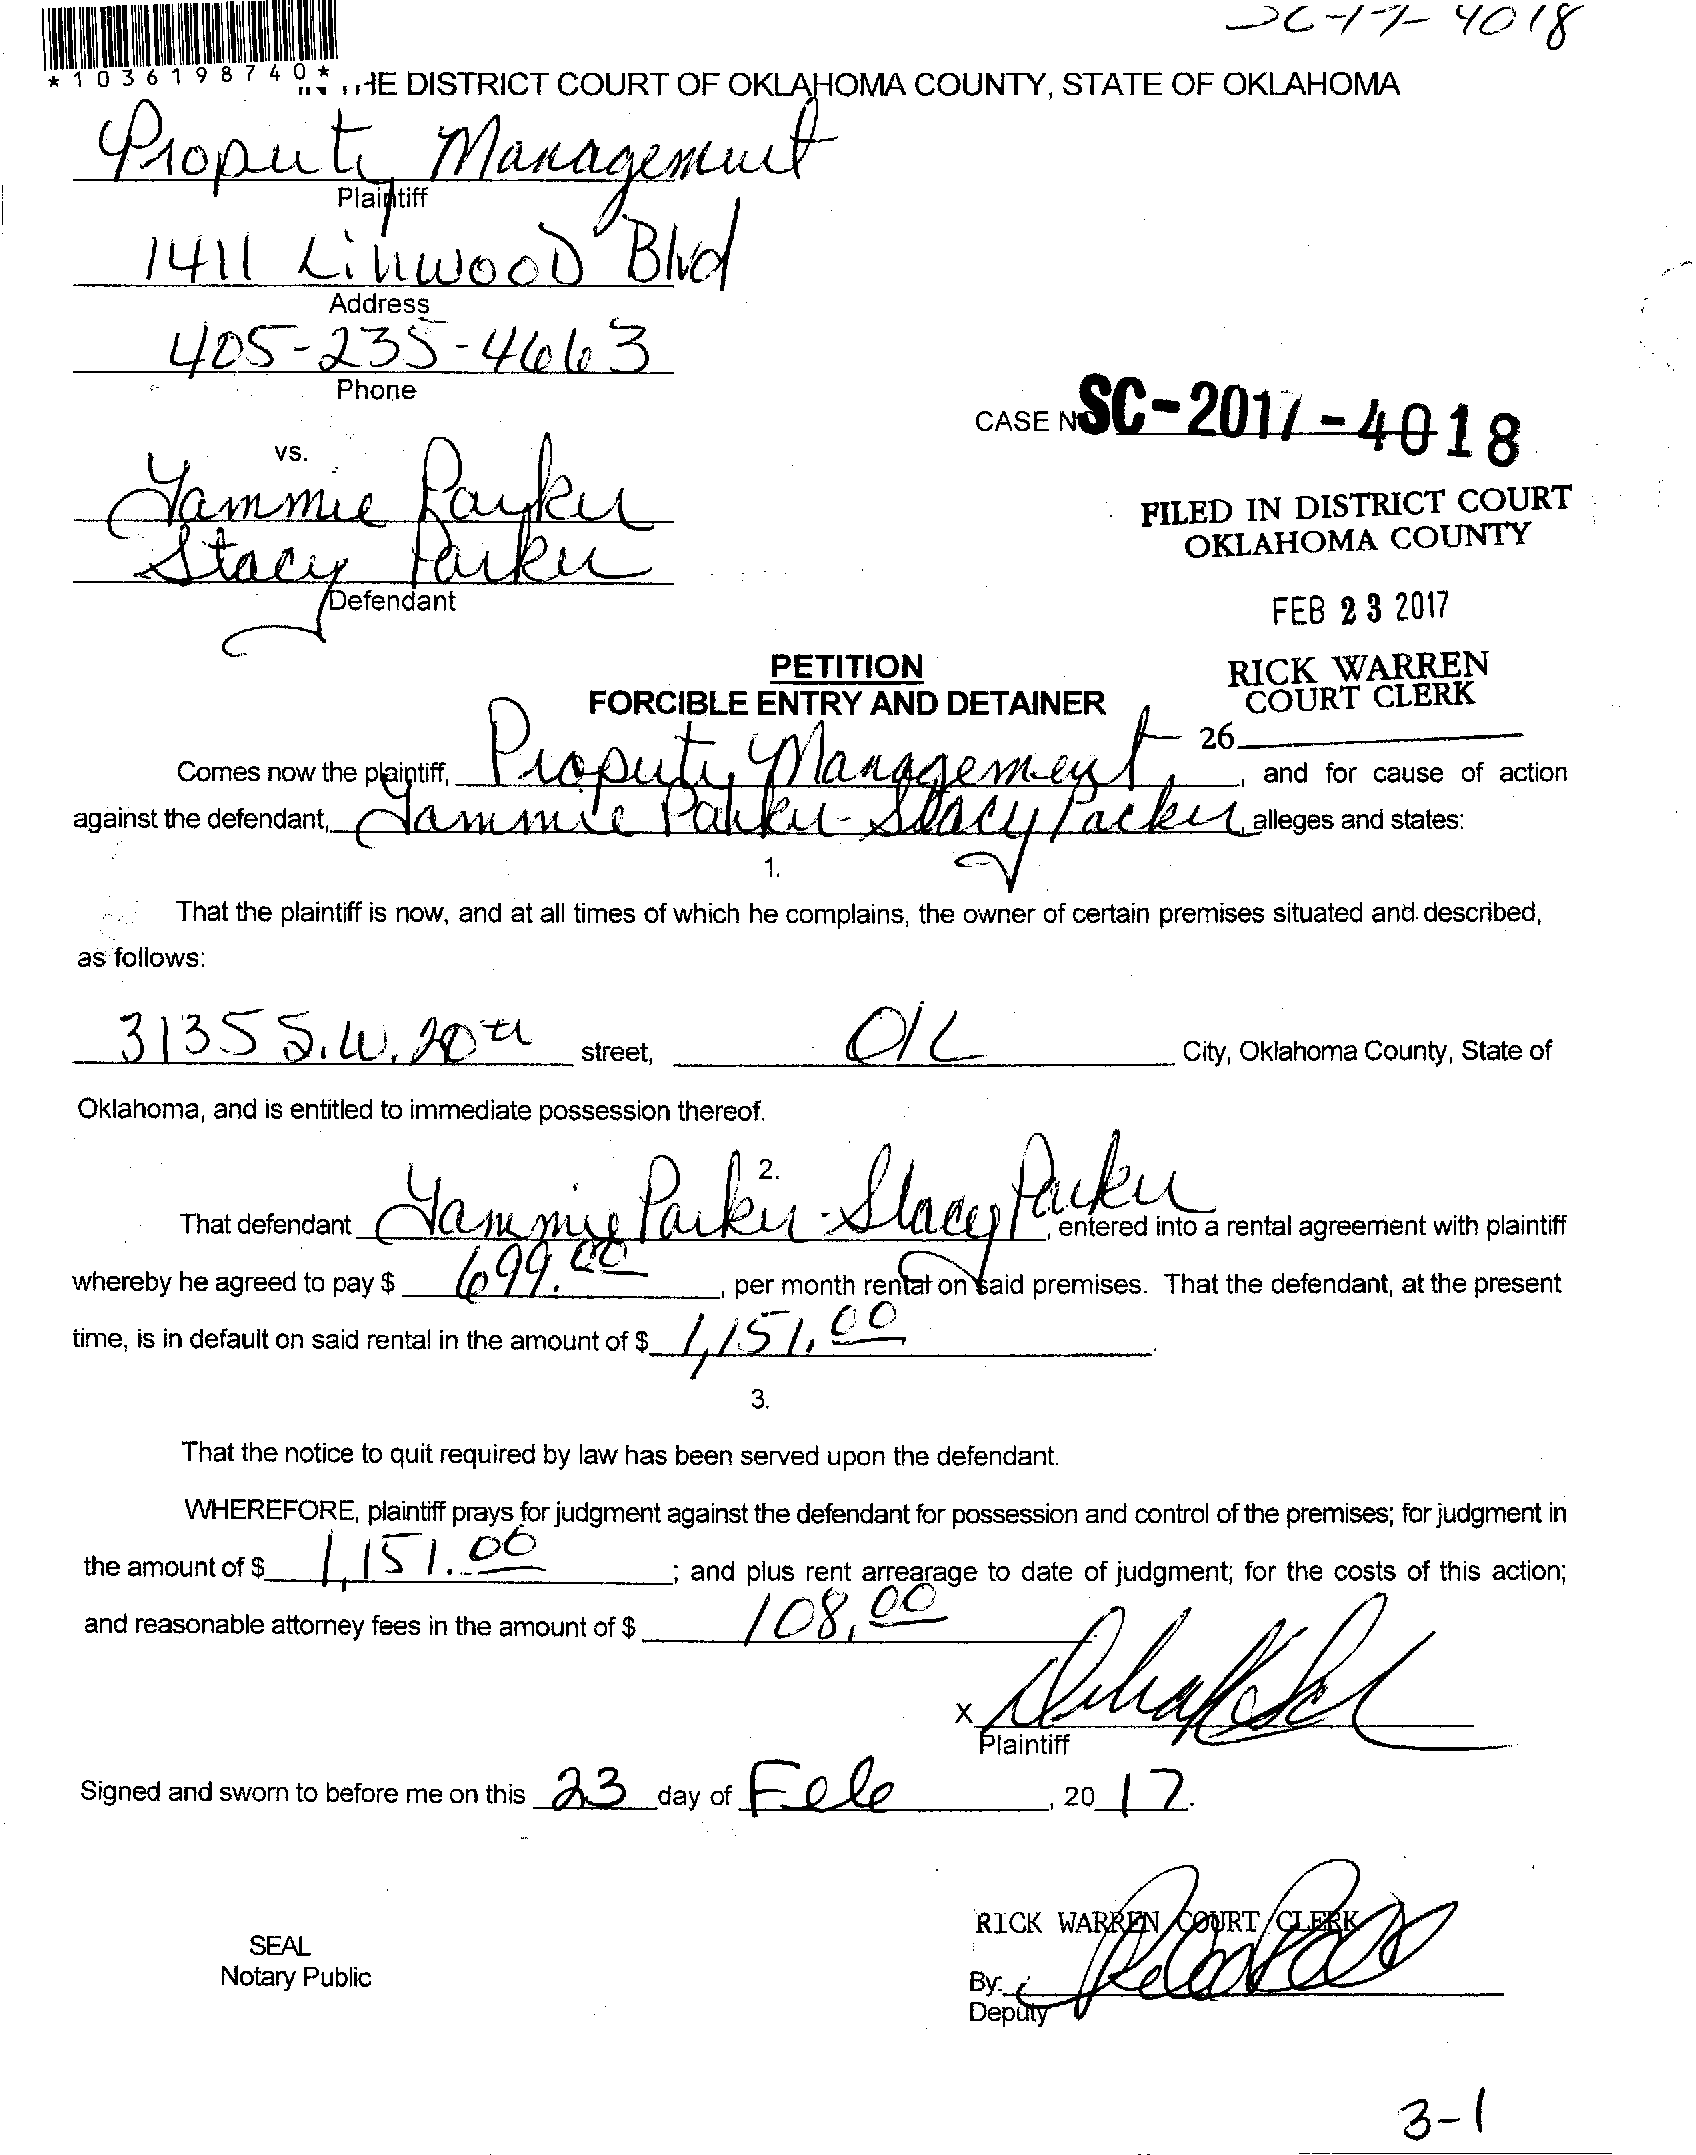 SC-17-4018
*1036198740*
THE DISTRICT COURT OF OKLAHOMA COUNTY, STATE OF OKLAHOMA
Property Management
Plaintiff
1411 Linwood Blvd
Address
405-235-4663
Phone
CASE NO SC-2017-4018
vs.
Tammie Parker
Stacy Parker
Defendant
FILED IN DISTRICT COURT
OKLAHOMA COUNTY
FEB 23 2017
RICK WARREN
COURT CLERK
26
PETITION
FORCIBLE ENTRY AND DETAINER
Comes now the plaintiff, Property Management, and for cause of action
against the defendant, Tammie Parker-Stacy Parker, alleges and states:
1.
That the plaintiff is now, and at all times of which he complains, the owner of certain premises situated and described,
as follows:
3135 S.W. 20th street, OK City, Oklahoma County, State of
Oklahoma, and is entitled to immediate possession thereof.
2.
That defendant Tammie Parker-Stacy Parker, entered into a rental agreement with plaintiff
whereby he agreed to pay $ 699.00, per month rental on said premises. That the defendant, at the present
time, is in default on said rental in the amount of $ 1,151.00.
3.
That the notice to quit required by law has been served upon the defendant.
WHEREFORE, plaintiff prays for judgment against the defendant for possession and control of the premises; for judgment in
the amount of $ 1,151.00; and plus rent arrearage to date of judgment; for the costs of this action;
and reasonable attorney fees in the amount of $ 108.00
X
Plaintiff
Signed and sworn to before me on this 23 day of Feb, 2017.
RICK WARREN COURT CLERK
SEAL
Notary Public
By:
Deputy
3-1